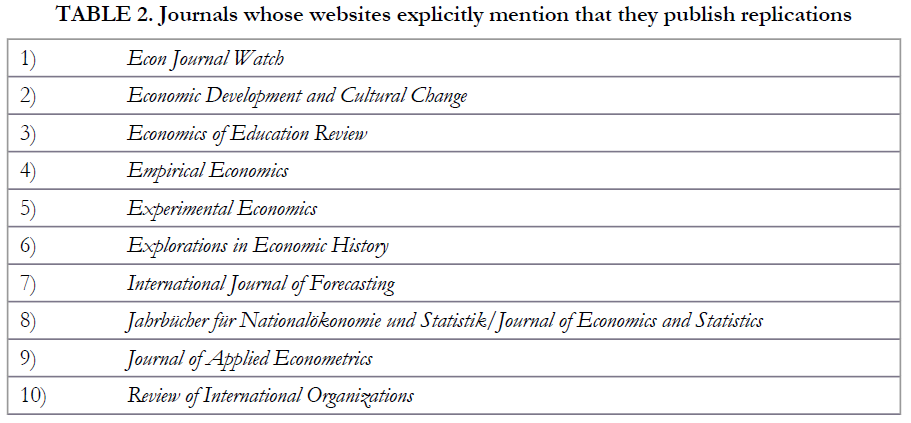 TABLE 2. Journals whose websites explicitly mention that they publish replications
1) Econ Journal Watch
2) Economic Development and Cultural Change
3) Economics of Education Review
4) Empirical Economics
5) Experimental Economics
6) Explorations in Economic History
7) International Journal of Forecasting
8) Jahrbücher für Nationalökonomie und Statistik/Journal of Economics and Statistics
9) Journal of Applied Econometrics
10) Review of International Organizations